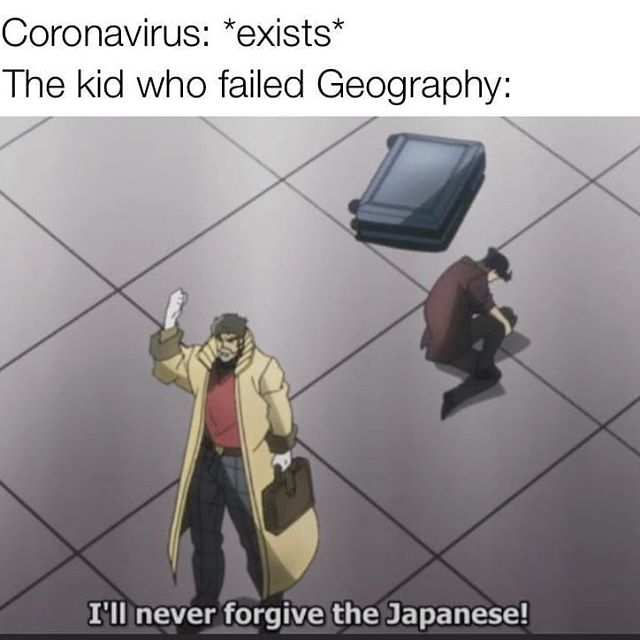 Coronavirus: *exists*
The kid who failed Geography:
I'll never forgive the Japanese!